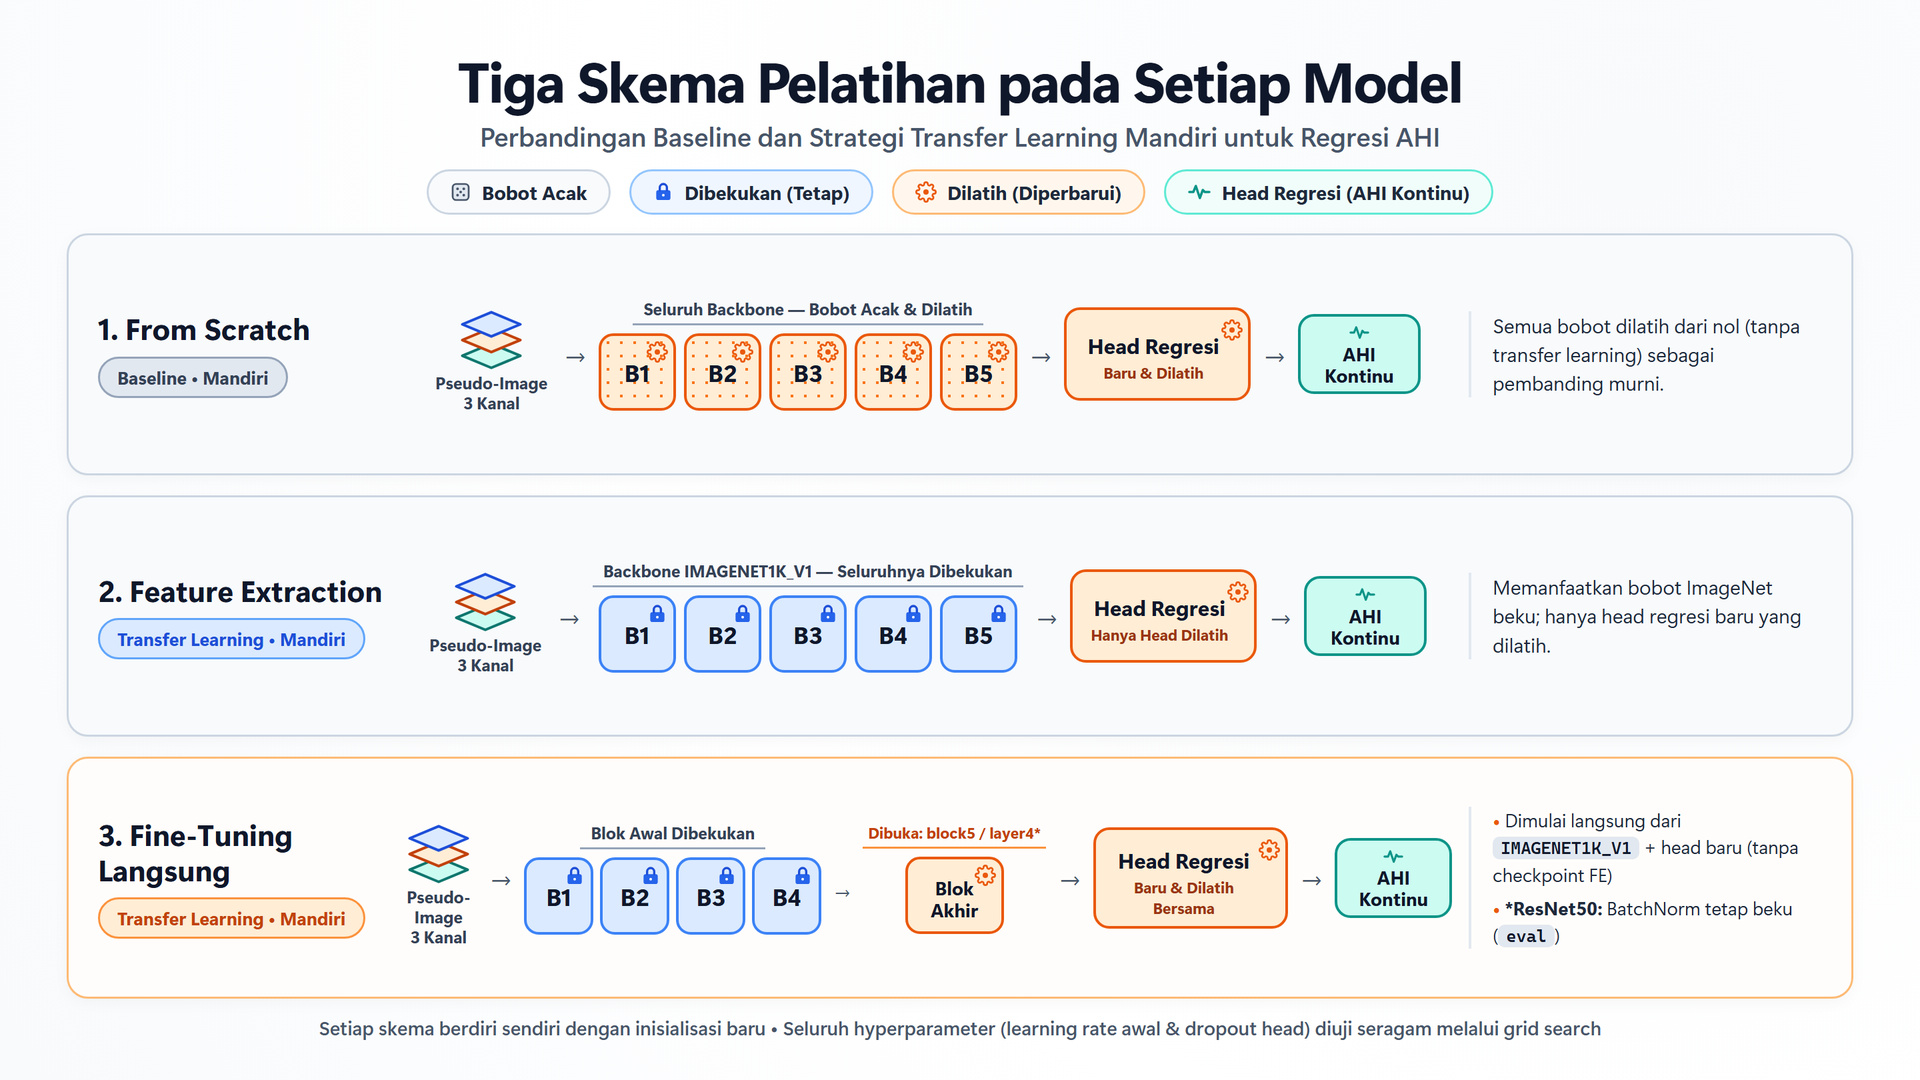 Tiga Skema Pelatihan pada Setiap Model
Perbandingan Baseline dan Strategi Transfer Learning Mandiri untuk Regresi AHI
Bobot Acak
Dibekukan (Tetap)
Dilatih (Diperbarui)
Head Regresi (AHI Kontinu)
1. From Scratch
Baseline • Mandiri
Pseudo-Image
3 Kanal
Seluruh Backbone — Bobot Acak & Dilatih
B1
B2
B3
B4
B5
Head Regresi
Baru & Dilatih
AHI
Kontinu
Semua bobot dilatih dari nol (tanpa
transfer learning) sebagai
pembanding murni.
2. Feature Extraction
Transfer Learning • Mandiri
Pseudo-Image
3 Kanal
Backbone IMAGENET1K_V1 — Seluruhnya Dibekukan
B1
B2
B3
B4
B5
Head Regresi
Hanya Head Dilatih
AHI
Kontinu
Memanfaatkan bobot ImageNet
beku; hanya head regresi baru yang
dilatih.
3. Fine-Tuning
Langsung
Transfer Learning • Mandiri
Pseudo-
Image
3 Kanal
Blok Awal Dibekukan
B1
B2
B3
B4
Dibuka: block5 / layer4*
Blok
Akhir
Head Regresi
Baru & Dilatih
Bersama
AHI
Kontinu
• Dimulai langsung dari
IMAGENET1K_V1 + head baru (tanpa
checkpoint FE)
• *ResNet50: BatchNorm tetap beku
(eval)
Setiap skema berdiri sendiri dengan inisialisasi baru • Seluruh hyperparameter (learning rate awal & dropout head) diuji seragam melalui grid search